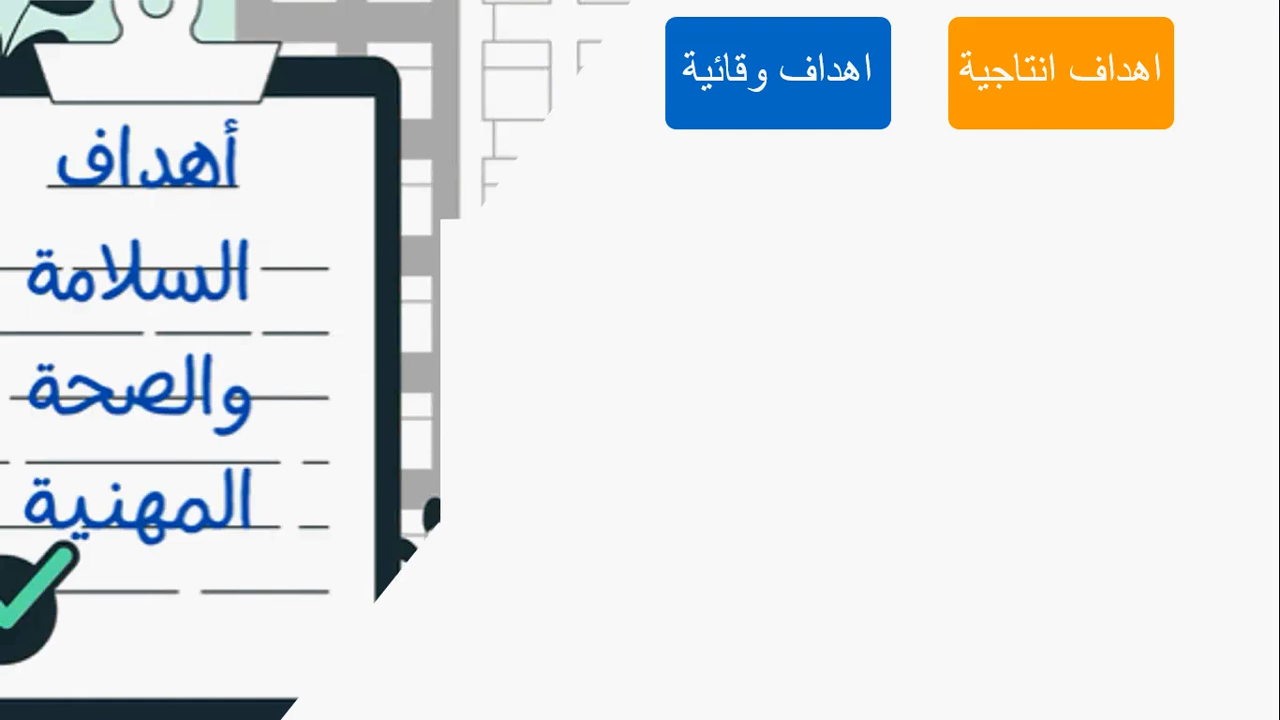 اهداف انتاجية
اهداف وقائية
أهداف
السلامة
والصحة
المهنية